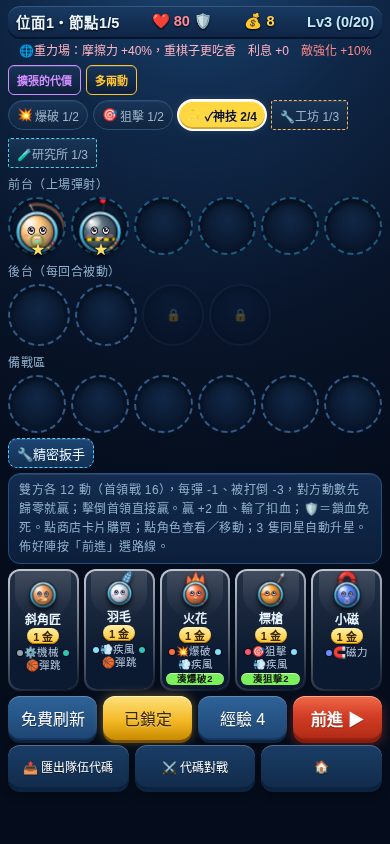 位面1・節點1/5 ❤️ 80 🛡️ 💰 8 Lv3 (0/20)
🌐重力場：摩擦力 +40%，重棋子更吃香 利息 +0 敵強化 +10%
擴張的代價 多兩動
💥 爆破 1/2 🎯 狙擊 1/2 ✨ ✓神技 2/4 🔧工坊 1/3
🧪研究所 1/3
前台（上場彈射）
後台（每回合被動）
備戰區
🔧精密扳手
雙方各 12 動（首領戰 16），每彈 -1、被打倒 -3，對方動數先
歸零就贏；擊倒首領直接贏。贏 +2 血、輸了扣血；🛡️＝鎖血免
死。點商店卡片購買；點角色查看／移動；3 隻同星自動升星。
佈好陣按「前進」選路線。
斜角匠 羽毛 火花 標槍 小磁
1 金 1 金 1 金 1 金 1 金
⚙️機械 💨疾風 💥爆破 🎯狙擊 🧲磁力
🏀彈跳 🏀彈跳 💨疾風 💨疾風
湊爆破2 湊狙擊2
免費刷新 已鎖定 經驗 4 前進 ▶
📤 匯出隊伍代碼 ⚔️ 代碼對戰 🏠